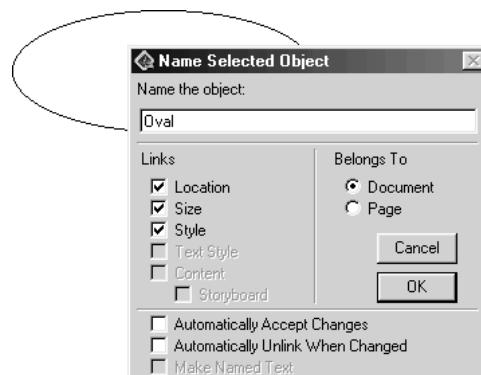 Name Selected Object
Name the object:
Oval
Links
Belongs To
Location
Document
Size
Page
Style
Text Style
Cancel
Content
Storyboard
OK
Automatically Accept Changes
Automatically Unlink When Changed
Make Named Text